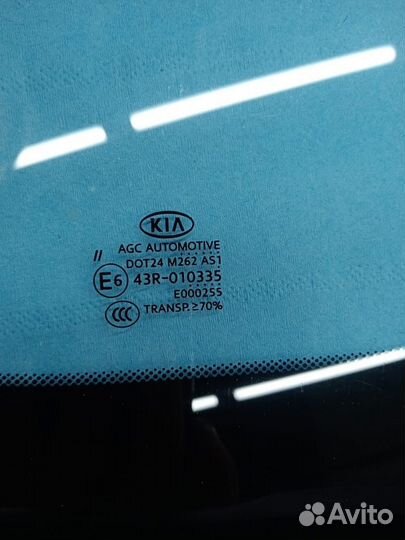 KIA
AGC AUTOMOTIVE
//
DOT24 M262 AS1
E6 43R-010335
E000255
CCC TRANSP.≥70%
Avito